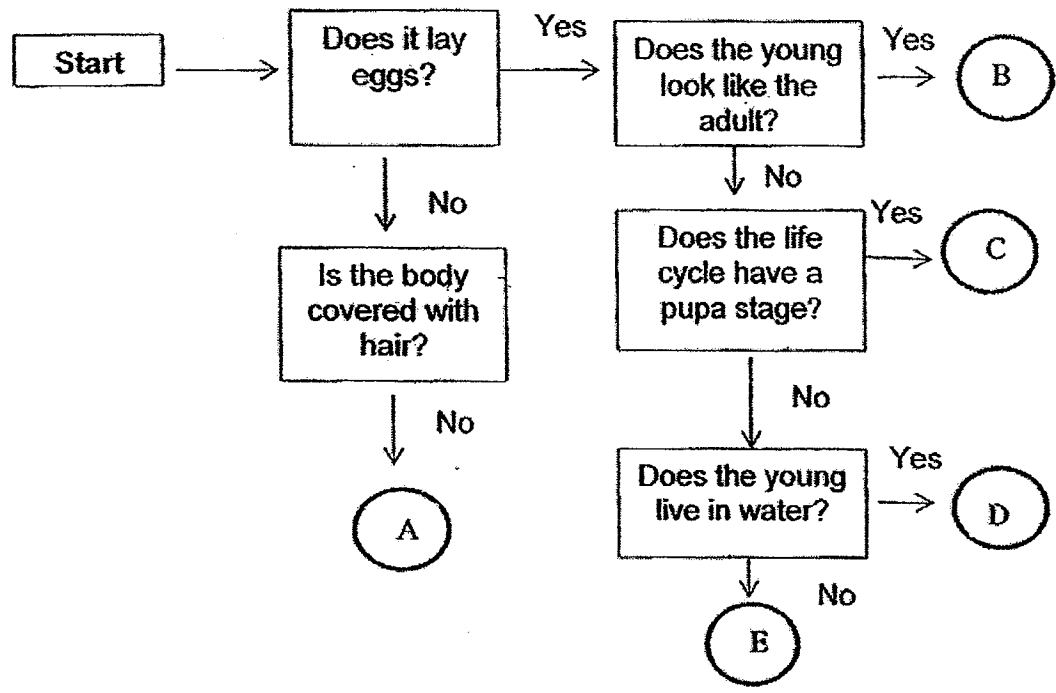 Start
Does it lay
eggs?
Yes
Does the young
look like the
adult?
Yes
B
No
No
Is the body
covered with
hair?
Does the life
cycle have a
pupa stage?
Yes
C
No
No
A
Does the young
live in water?
Yes
D
No
E